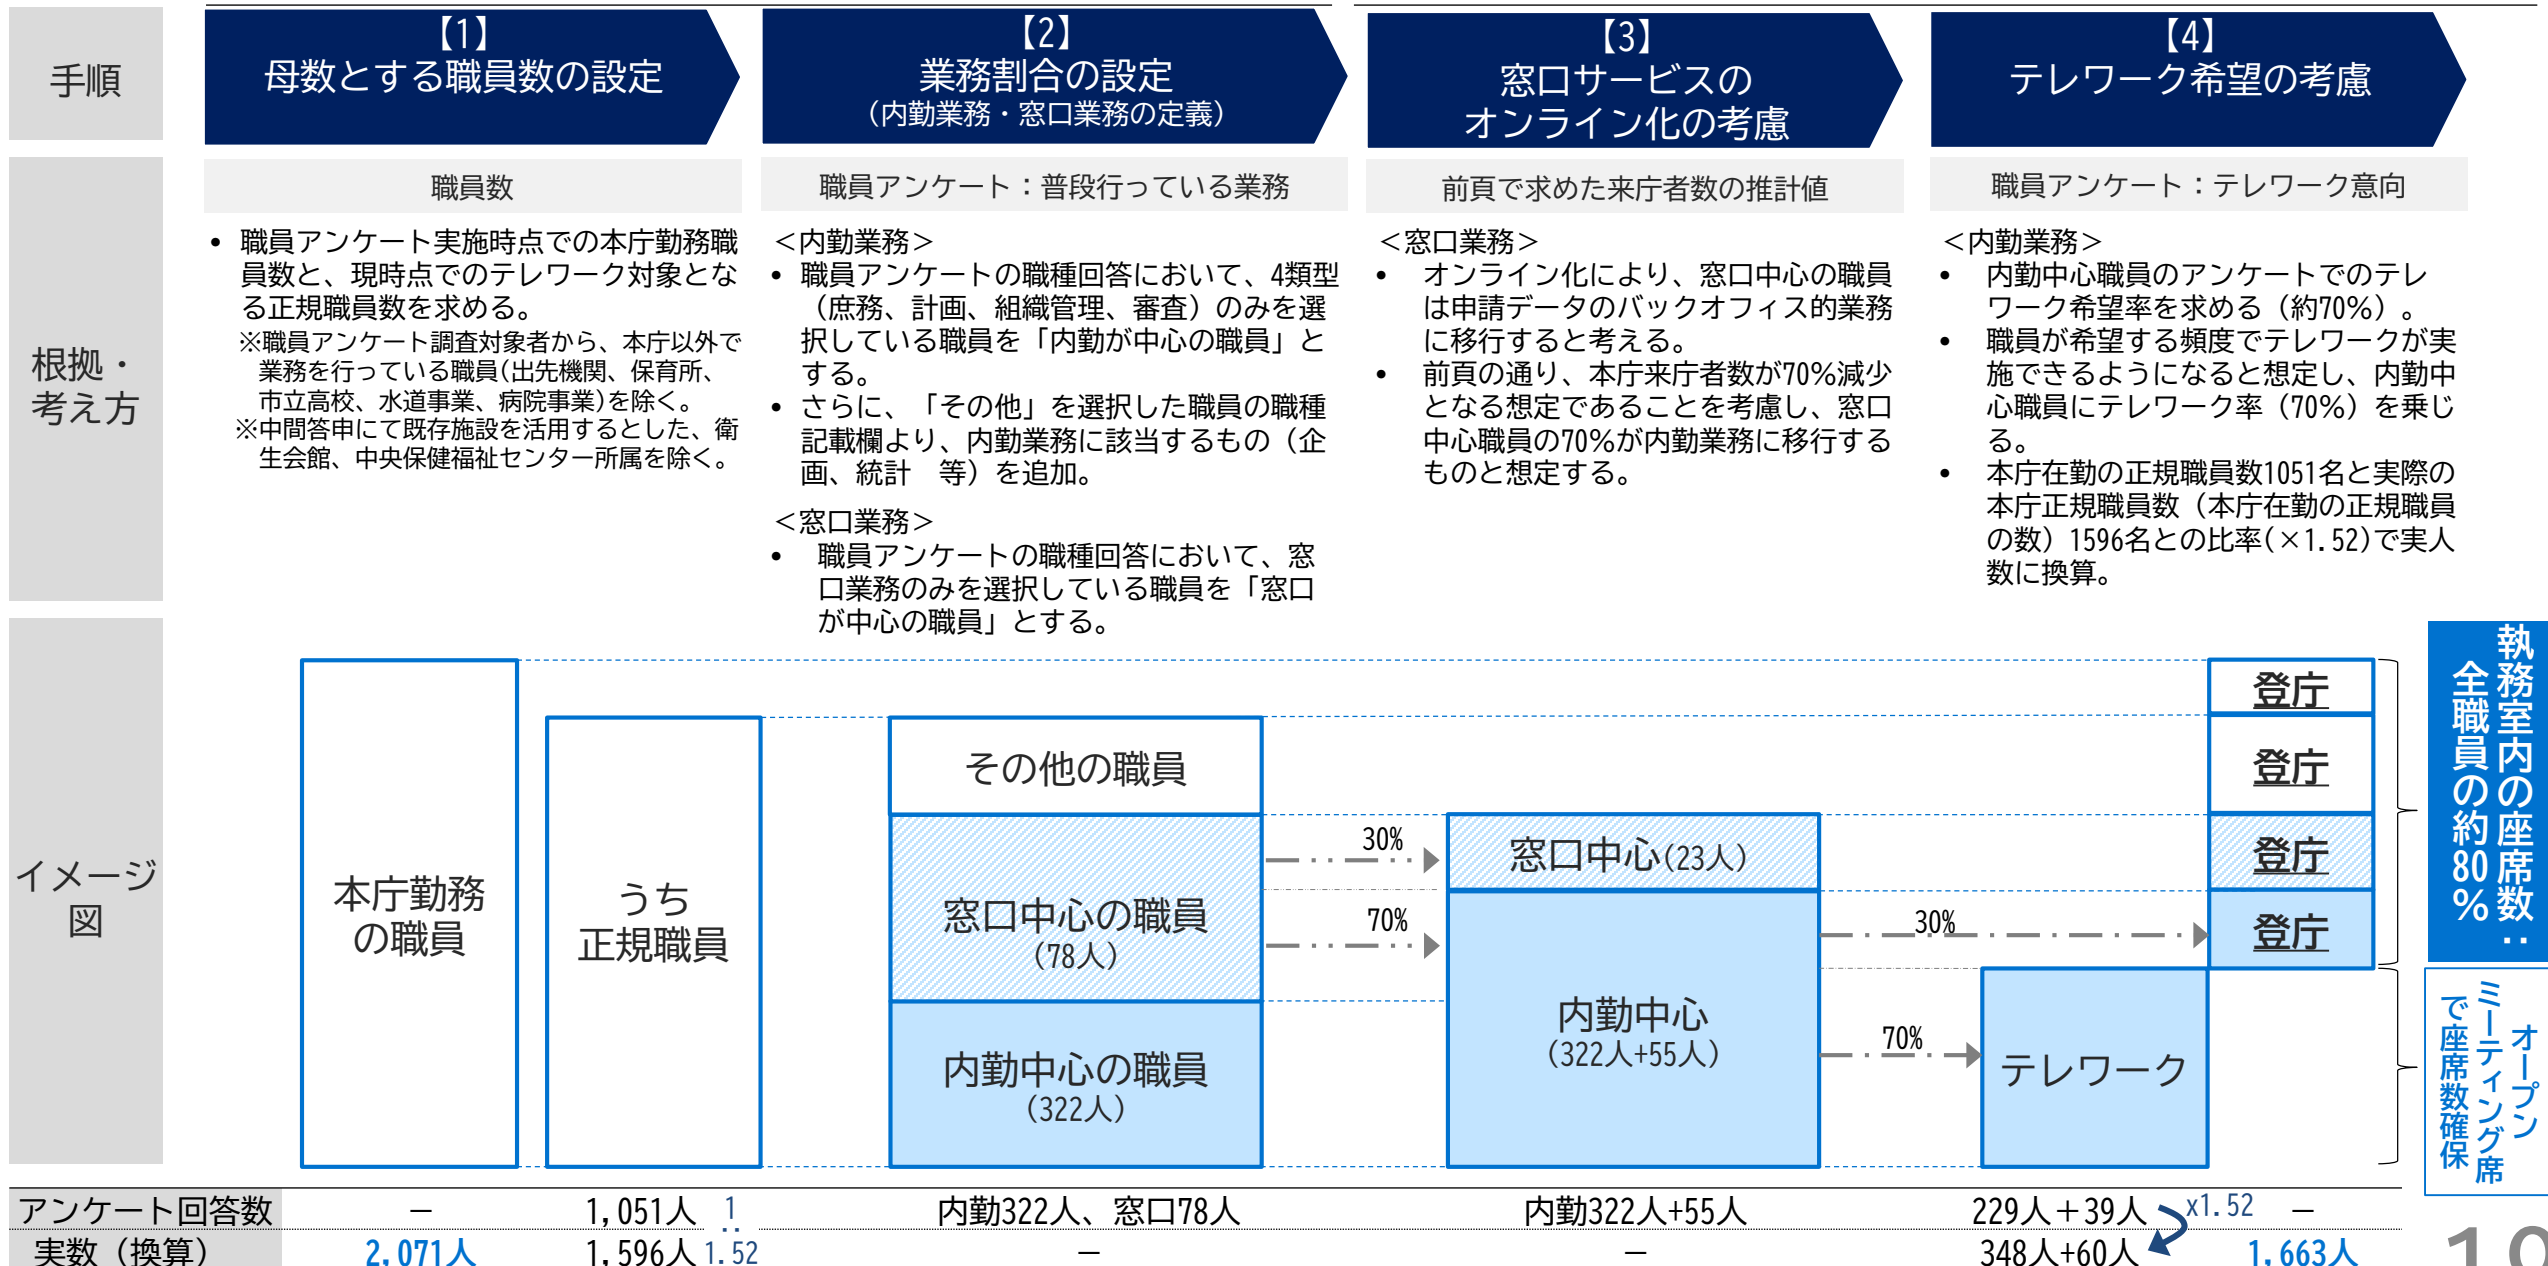 手順
【1】
母数とする職員数の設定
【2】
業務割合の設定
（内勤業務・窓口業務の定義）
【3】
窓口サービスの
オンライン化の考慮
【4】
テレワーク希望の考慮
根拠・
考え方
職員数
• 職員アンケート実施時点での本庁勤務職
員数と、現時点でのテレワーク対象とな
る正規職員数を求める。
※職員アンケート調査対象者から、本庁以外で
業務を行っている職員(出先機関、保育所、
市立高校、水道事業、病院事業)を除く。
※中間答申にて既存施設を活用するとした、衛
生会館、中央保健福祉センター所属を除く。
職員アンケート：普段行っている業務
＜内勤業務＞
• 職員アンケートの職種回答において、4類型
（庶務、計画、組織管理、審査）のみを選
択している職員を「内勤が中心の職員」と
する。
• さらに、「その他」を選択した職員の職種
記載欄より、内勤業務に該当するもの（企
画、統計　等）を追加。
＜窓口業務＞
• 職員アンケートの職種回答において、窓
口業務のみを選択している職員を「窓口
が中心の職員」とする。
前頁で求めた来庁者数の推計値
＜窓口業務＞
• オンライン化により、窓口中心の職員
は申請データのバックオフィス的業務
に移行すると考える。
• 前頁の通り、本庁来庁者数が70%減少
となる想定であることを考慮し、窓口
中心職員の70%が内勤業務に移行する
ものと想定する。
職員アンケート：テレワーク意向
＜内勤業務＞
• 内勤中心職員のアンケートでのテレ
ワーク希望率を求める（約70%）。
• 職員が希望する頻度でテレワークが実
施できるようになると想定し、内勤中
心職員にテレワーク率（70%）を乗じ
る。
• 本庁在勤の正規職員数1051名と実際の
本庁正規職員数（本庁在勤の正規職員
の数）1596名との比率(×1.52)で実人
数に換算。
イメージ
図
本庁勤務
の職員
うち
正規職員
その他の職員
窓口中心の職員
(78人)
内勤中心の職員
(322人)
30%
70%
窓口中心(23人)
内勤中心
(322人+55人)
30%
70%
テレワーク
登庁
登庁
登庁
登庁
執務室内の座席数：
全職員の約80%
オープン
ミーティング席
で座席数確保
アンケート回答数 － 1,051人 1 内勤322人、窓口78人 内勤322人+55人 229人＋39人 x1.52 －
：
実数（換算） 2,071人 1,596人 1.52 － － 348人+60人 1,663人
19